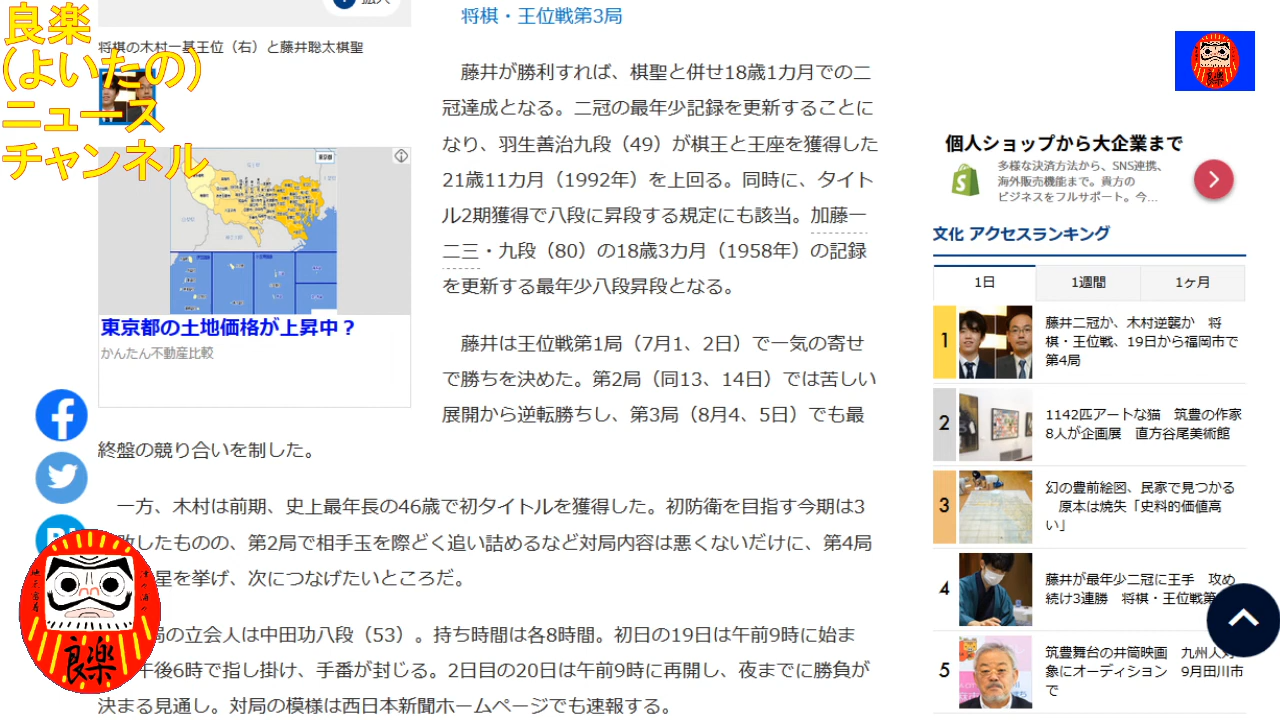 良楽
(よいたの)
ニュース
チャンネル
拡大
将棋の木村一基王位（右）と藤井聡太棋聖
東京都の土地価格が上昇中？
かんたん不動産比較
将棋・王位戦第3局
藤井が勝利すれば、棋聖と併せ18歳1カ月での二
冠達成となる。二冠の最年少記録を更新することに
なり、羽生善治九段（49）が棋王と王座を獲得した
21歳11カ月（1992年）を上回る。同時に、タイト
ル2期獲得で八段に昇段する規定にも該当。加藤一
二三・九段（80）の18歳3カ月（1958年）の記録
を更新する最年少八段昇段となる。
藤井は王位戦第1局（7月1、2日）で一気の寄せ
で勝ちを決めた。第2局（同13、14日）では苦しい
展開から逆転勝ちし、第3局（8月4、5日）でも最
終盤の競り合いを制した。
一方、木村は前期、史上最年長の46歳で初タイトルを獲得した。初防衛を目指す今期は3
敗したものの、第2局で相手玉を際どく追い詰めるなど対局内容は悪くないだけに、第4局
星を挙げ、次につなげたいところだ。
局の立会人は中田功八段（53）。持ち時間は各8時間。初日の19日は午前9時に始ま
午後6時で指し掛け、手番が封じる。2日目の20日は午前9時に再開し、夜までに勝負が
決まる見通し。対局の模様は西日本新聞ホームページでも速報する。
良楽
良楽
個人ショップから大企業まで
多様な決済方法から、SNS連携、
海外販売機能まで。貴方の
ビジネスをフルサポート。今…
文化 アクセスランキング
1日 1週間 1ヶ月
1
藤井二冠か、木村逆襲か　将
棋・王位戦、19日から福岡市で
第4局
2
1142匹アートな猫　筑豊の作家
8人が企画展　直方谷尾美術館
3
幻の豊前絵図、民家で見つかる
原本は焼失「史料的価値高
い」
4
藤井が最年少二冠に王手　攻め
続け3連勝　将棋・王位戦第
5
筑豊舞台の井筒映画　九州人対
象にオーディション　9月田川市
で